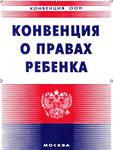 КОНВЕНЦИЯ ООН
КОНВЕНЦИЯ
О ПРАВАХ
РЕБЕНКА
МОСКВА